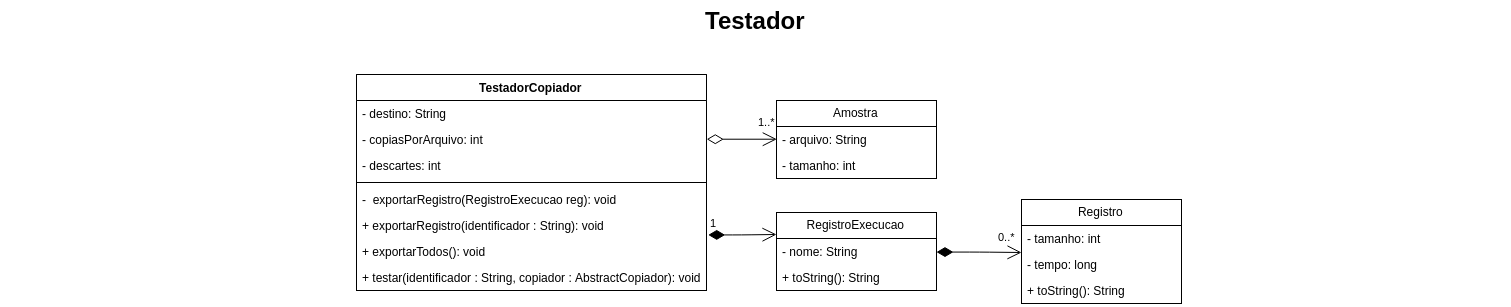 Testador
TestadorCopiador
- destino: String
- copiasPorArquivo: int
- descartes: int
-  exportarRegistro(RegistroExecucao reg): void
+ exportarRegistro(identificador : String): void
+ exportarTodos(): void
+ testar(identificador : String, copiador : AbstractCopiador): void
1..*
Amostra
- arquivo: String
- tamanho: int
1
RegistroExecucao
- nome: String
+ toString(): String
0..*
Registro
- tamanho: int
- tempo: long
+ toString(): String